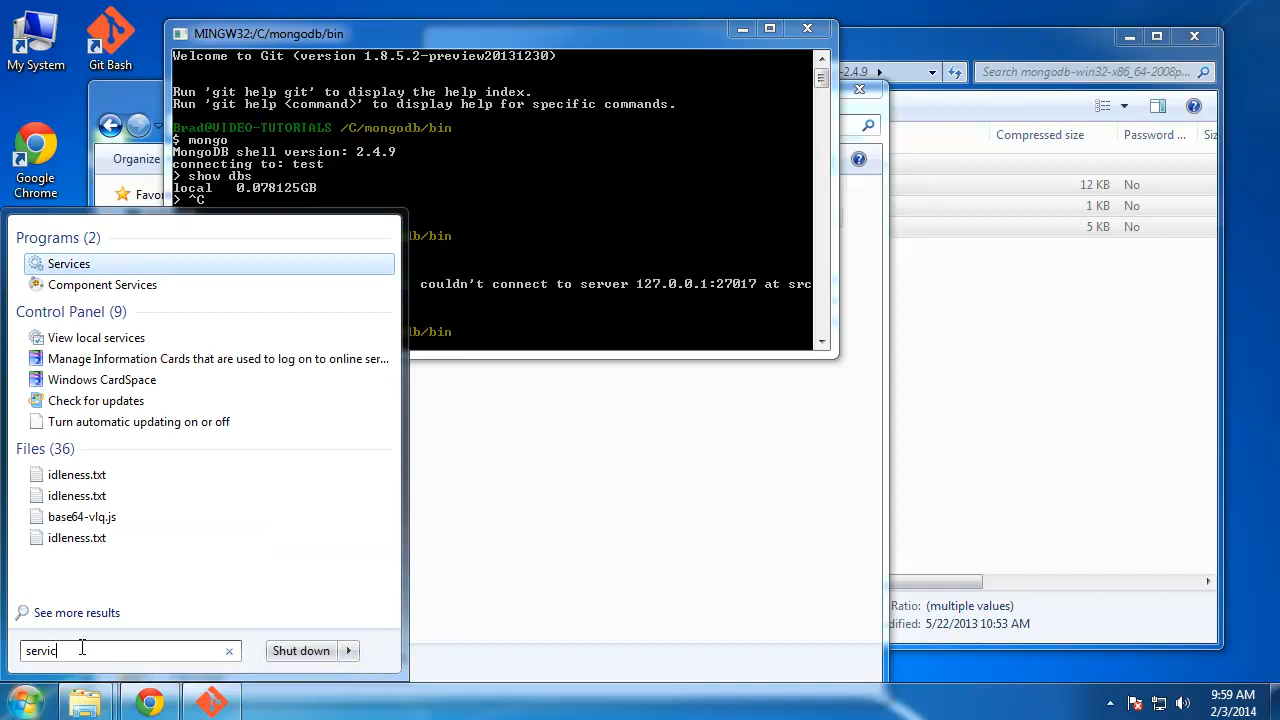 My System
Git Bash
Google Chrome
MINGW32:/C/mongodb/bin
Welcome to Git (version 1.8.5.2-preview20131230)
Run 'git help git' to display the help index.
Run 'git help <command>' to display help for specific commands.
Brad@VIDEO-TUTORIALS /C/mongodb/bin
$ mongo
MongoDB shell version: 2.4.9
connecting to: test
> show dbs
local   0.078125GB
> ^C
db/bin
couldn't connect to server 127.0.0.1:27017 at src
db/bin
-2.4.9
Search mongodb-win32-x86_64-2008p...
Organize
Favor
Compressed size
Password ...
Siz
12 KB No
1 KB No
5 KB No
Ratio: (multiple values)
dified: 5/22/2013 10:53 AM
Programs (2)
Services
Component Services
Control Panel (9)
View local services
Manage Information Cards that are used to log on to online ser...
Windows CardSpace
Check for updates
Turn automatic updating on or off
Files (36)
idleness.txt
idleness.txt
base64-vlq.js
idleness.txt
See more results
servic
Shut down
9:59 AM
2/3/2014